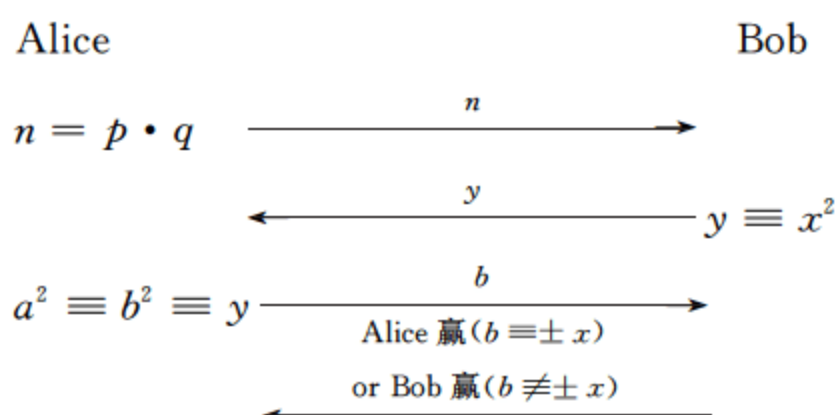 Alice Bob
n = p • q n
y y ≡ x²
a² ≡ b² ≡ y b
Alice 赢(b ≡± x)
or Bob 赢(b ≢± x)